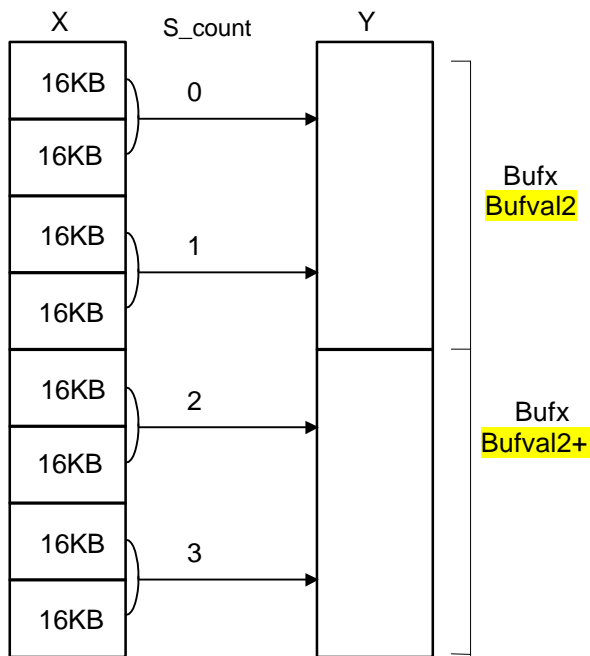 X
S_count
Y
16KB
0
16KB
16KB
1
16KB
Bufx
Bufval2
16KB
2
16KB
16KB
3
16KB
Bufx
Bufval2+